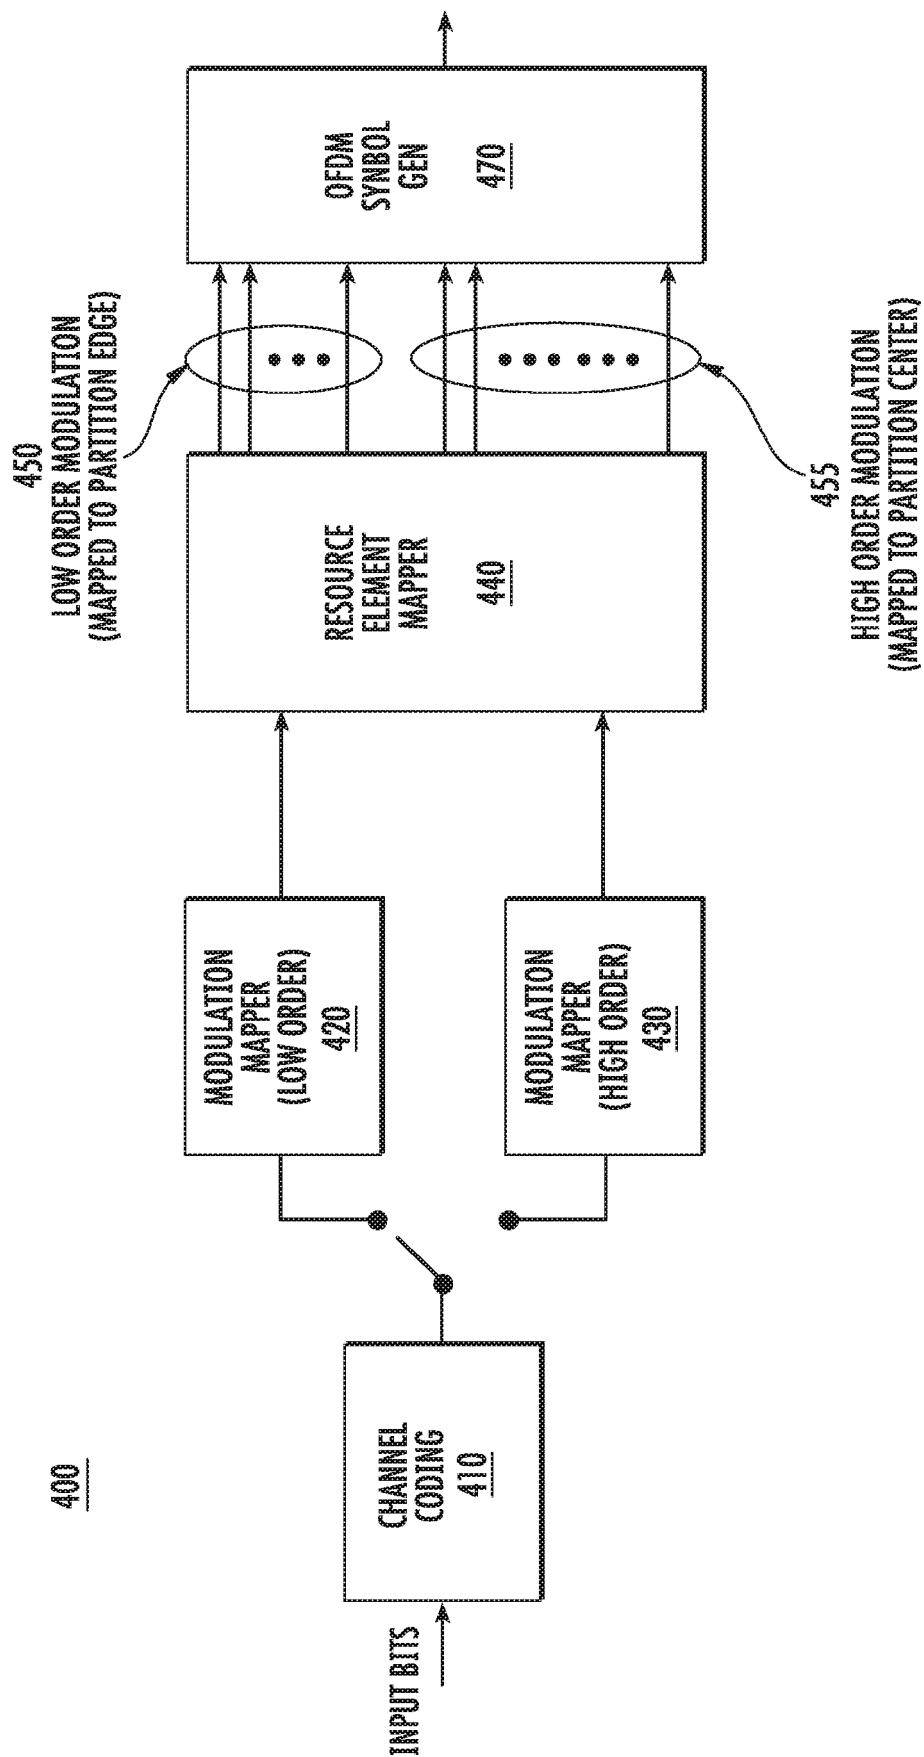 400
INPUT BITS
CHANNEL
CODING
410
MODULATION
MAPPER
(LOW ORDER)
420
MODULATION
MAPPER
(HIGH ORDER)
430
RESOURCE
ELEMENT
MAPPER
440
450
LOW ORDER MODULATION
(MAPPED TO PARTITION EDGE)
455
HIGH ORDER MODULATION
(MAPPED TO PARTITION CENTER)
OFDM
SYNBOL
GEN
470